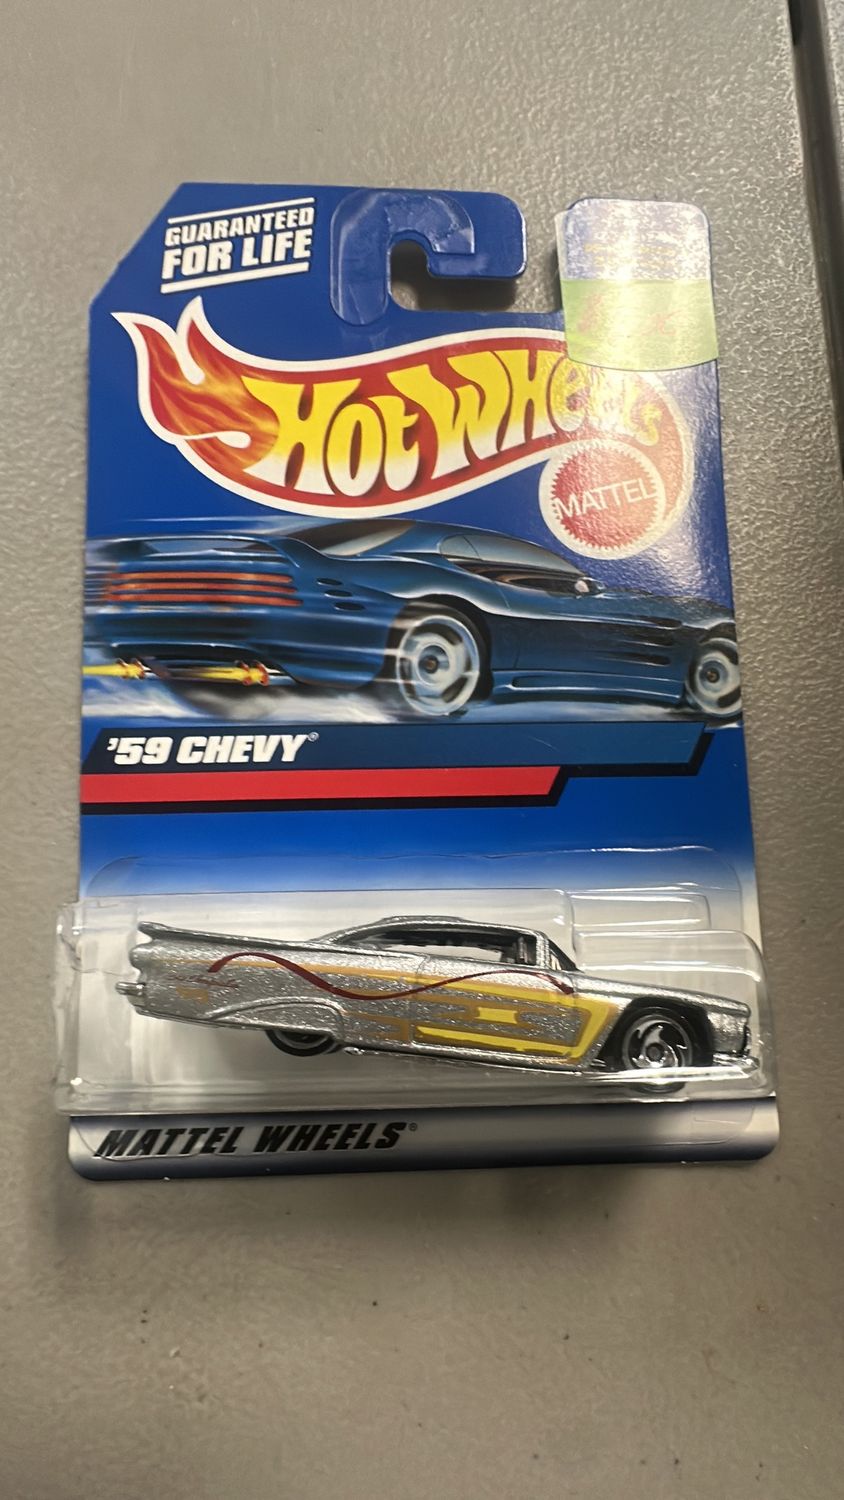 GUARANTEED
FOR LIFE
HOT WHEELS
MATTEL
'59 CHEVY®
MATTEL WHEELS®